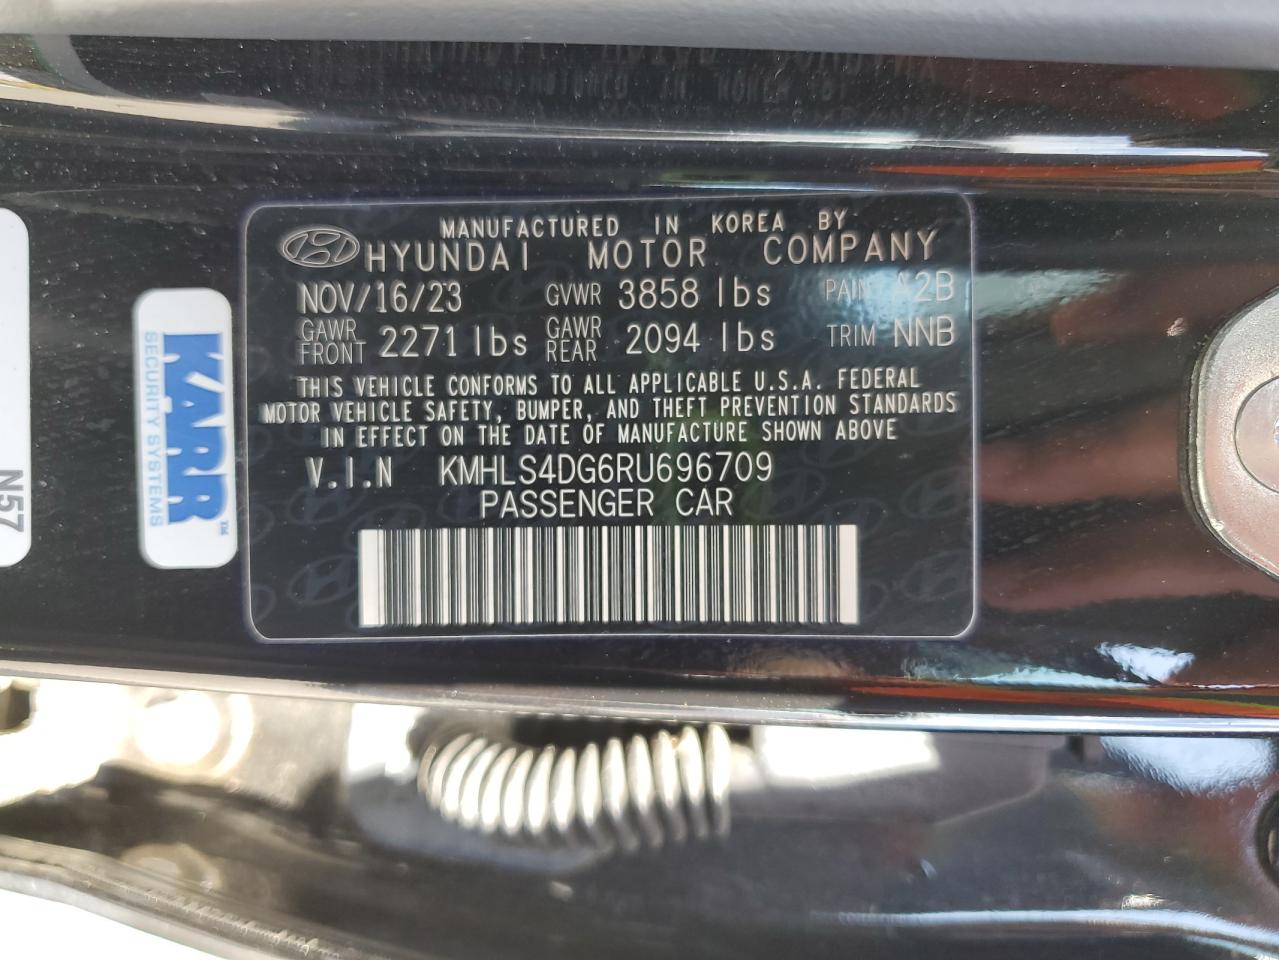 MANUFACTURED IN KOREA BY
HYUNDAI MOTOR COMPANY
NOV/16/23 GVWR 3858 lbs PAINT A2B
GAWR FRONT 2271 lbs GAWR REAR 2094 lbs TRIM NNB
THIS VEHICLE CONFORMS TO ALL APPLICABLE U.S.A. FEDERAL
MOTOR VEHICLE SAFETY, BUMPER, AND THEFT PREVENTION STANDARDS
IN EFFECT ON THE DATE OF MANUFACTURE SHOWN ABOVE
V.I.N KMHLS4DG6RU696709
PASSENGER CAR
KARR™
SECURITY SYSTEMS
N57